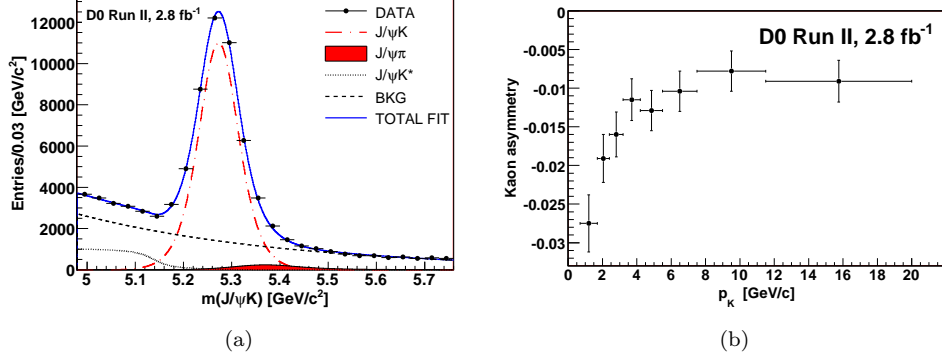 D0 Run II, 2.8 fb⁻¹
DATA
J/ψK
J/ψπ
J/ψK*
BKG
TOTAL FIT
Entries/0.03 [GeV/c²]
12000
10000
8000
6000
4000
2000
0
5 5.1 5.2 5.3 5.4 5.5 5.6 5.7
m(J/ψK) [GeV/c²]
(a)
D0 Run II, 2.8 fb⁻¹
Kaon asymmetry
0
-0.005
-0.01
-0.015
-0.02
-0.025
-0.03
0 2 4 6 8 10 12 14 16 18 20
p_K [GeV/c]
(b)